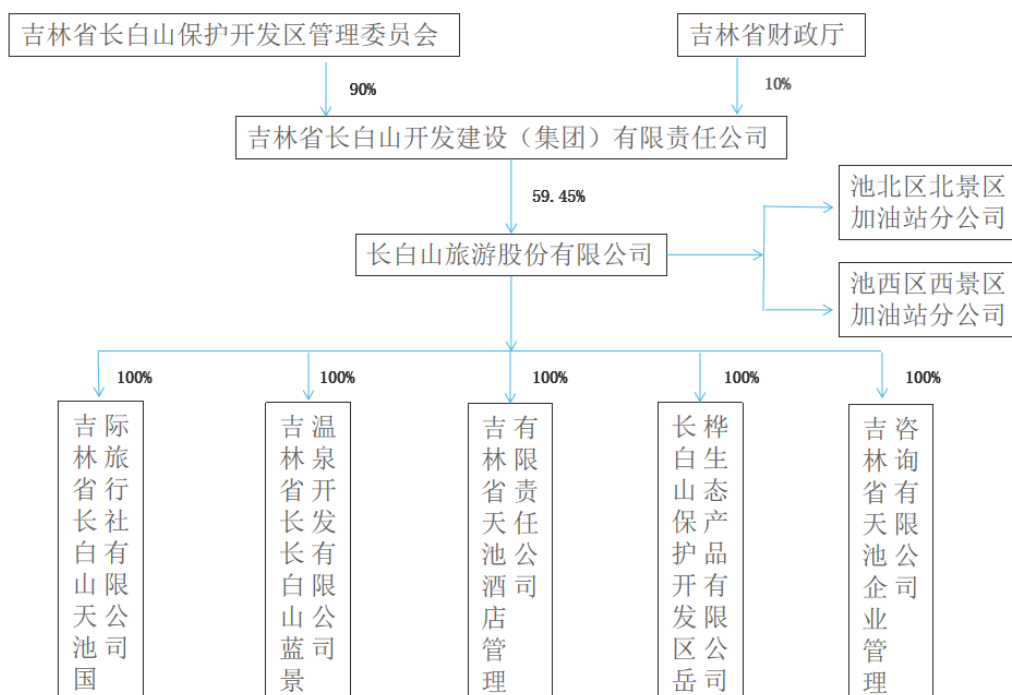 吉林省长白山保护开发区管理委员会
吉林省财政厅
90%
10%
吉林省长白山开发建设（集团）有限责任公司
59.45%
池北区北景区
加油站分公司
长白山旅游股份有限公司
池西区西景区
加油站分公司
100%
100%
100%
100%
100%
吉林省长白山天池国
际旅行社有限公司
吉林省长长白山蓝景
温泉开发有限公司
吉林省天池酒店管理
有限责任公司
长白山保护开发区岳
桦生态产品有限公司
吉林省天池企业管理
咨询有限公司